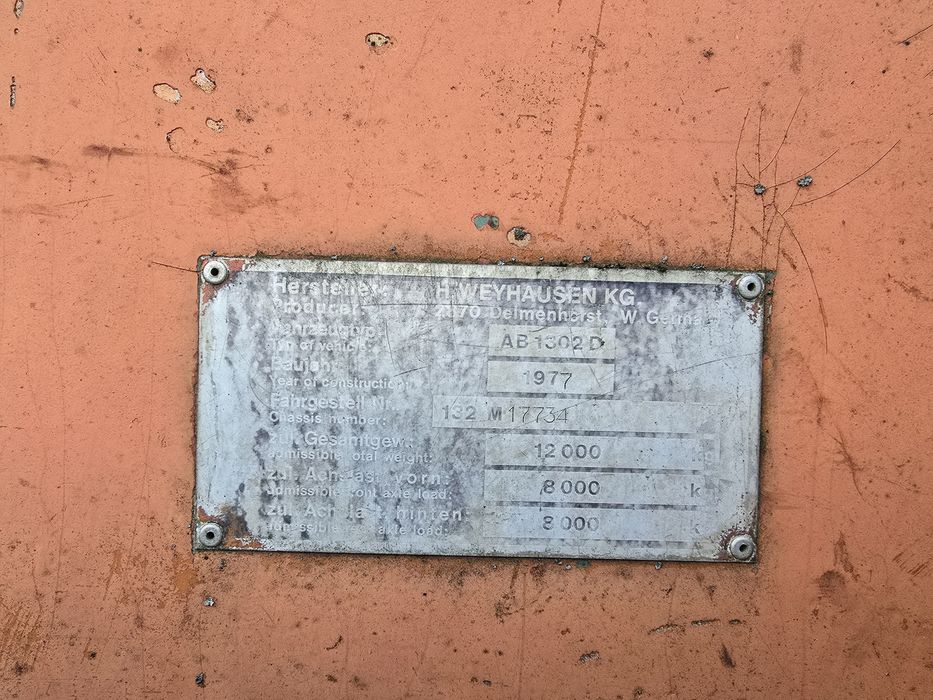 Hersteller: H. WEYHAUSEN KG
Producer: 2870 Delmenhorst, W Germa
Fahrzeugtyp
Type of vehicle: AB 1302 D
Baujahr
Year of construction: 1977
Fahrgestell Nr.
Chassis number: 132 M 17734
zul. Gesamtgew.:
admissible total weight: 12 000 kg
zul. Achslast vorn:
admissible front axle load: 8 000 k
zul. Achslast hinten
admissible axle load: 8 000 k